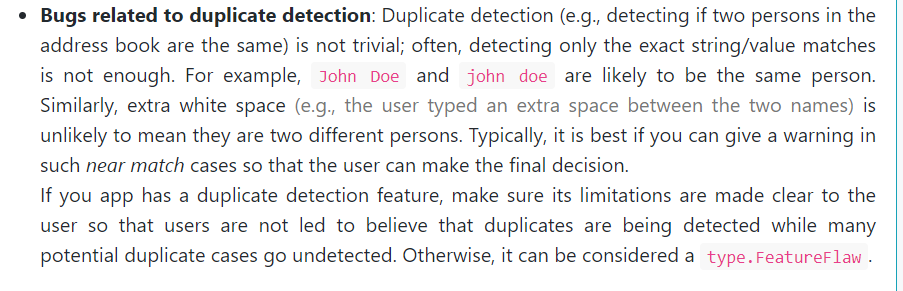 • Bugs related to duplicate detection: Duplicate detection (e.g., detecting if two persons in the
address book are the same) is not trivial; often, detecting only the exact string/value matches
is not enough. For example, John Doe and john doe are likely to be the same person.
Similarly, extra white space (e.g., the user typed an extra space between the two names) is
unlikely to mean they are two different persons. Typically, it is best if you can give a warning in
such near match cases so that the user can make the final decision.
If you app has a duplicate detection feature, make sure its limitations are made clear to the
user so that users are not led to believe that duplicates are being detected while many
potential duplicate cases go undetected. Otherwise, it can be considered a type.FeatureFlaw .